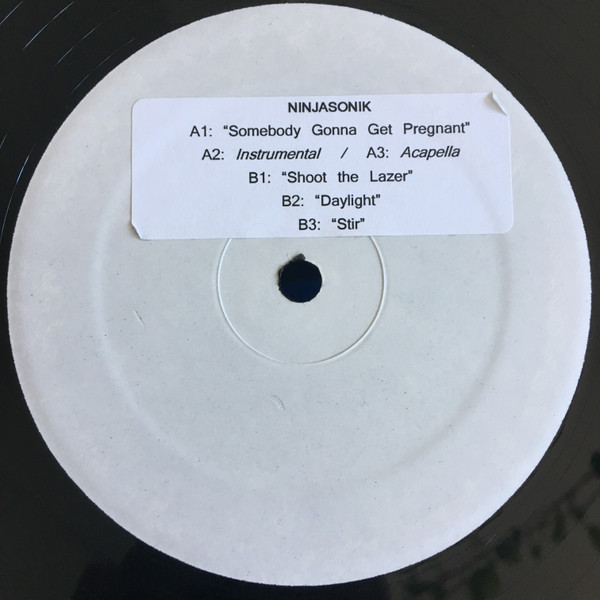 NINJASONIK
A1: "Somebody Gonna Get Pregnant"
A2: Instrumental / A3: Acapella
B1: "Shoot the Lazer"
B2: "Daylight"
B3: "Stir"